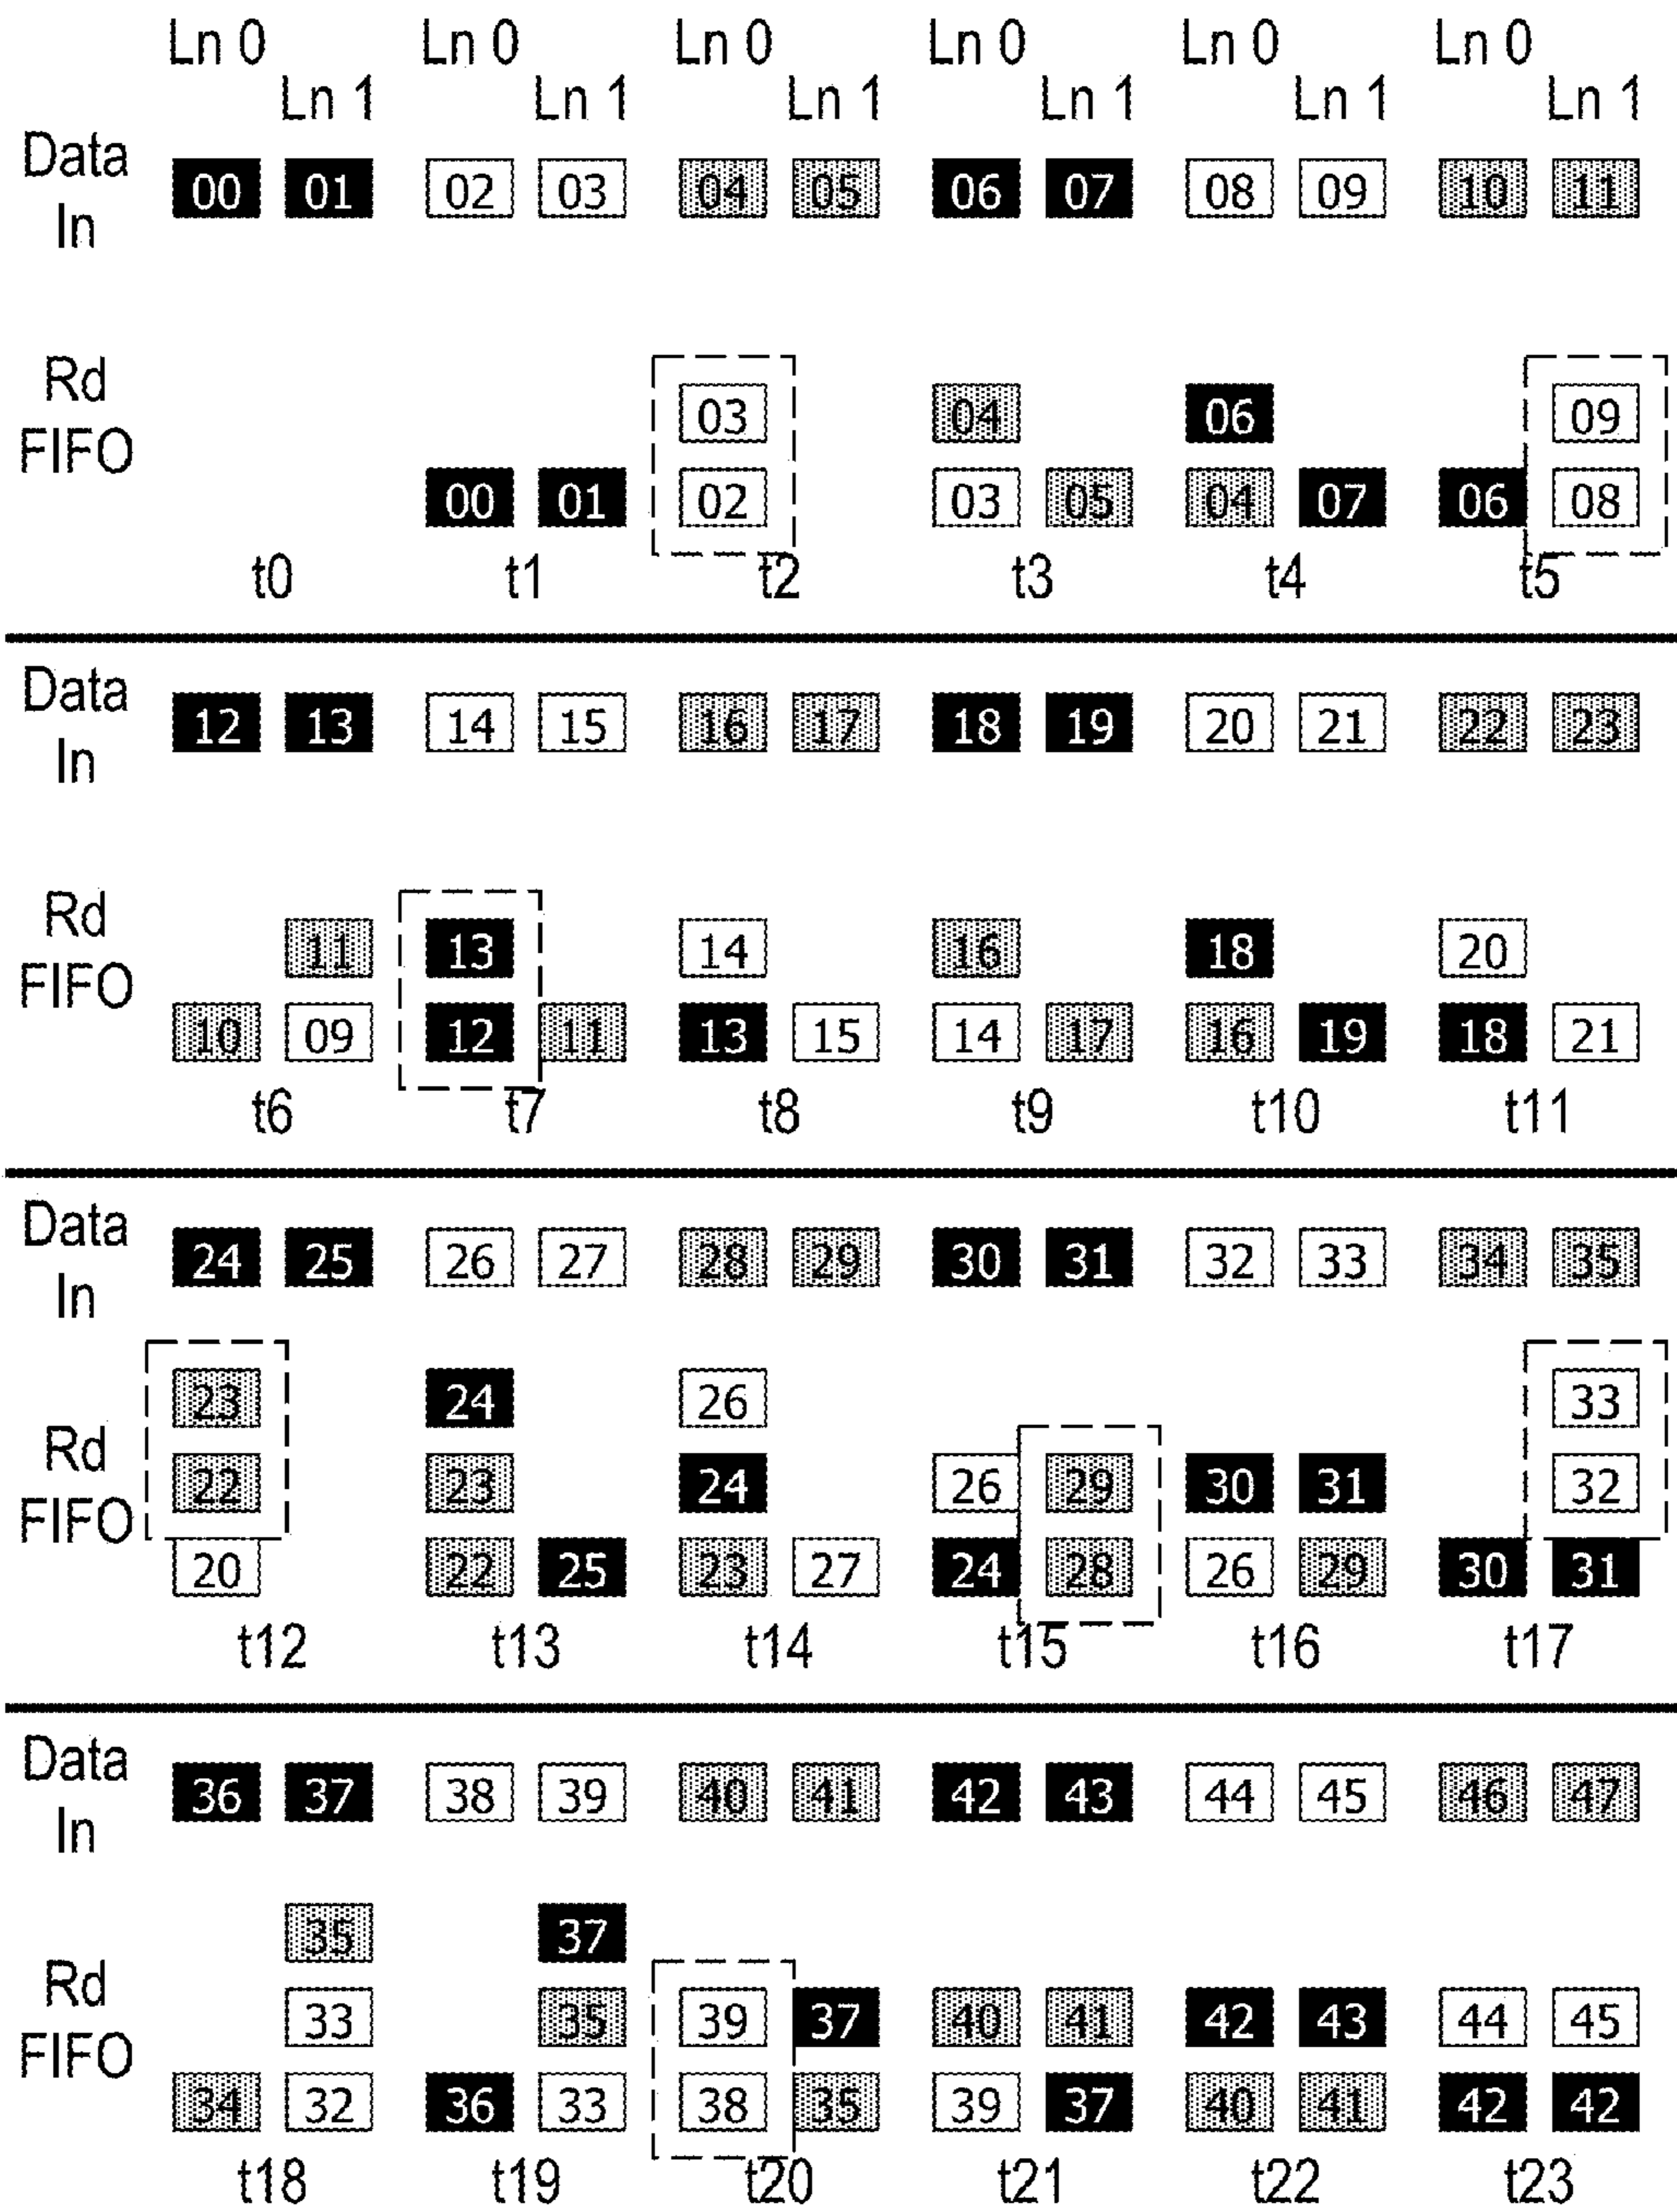 Ln 0 Ln 0 Ln 0 Ln 0 Ln 0 Ln 0
Ln 1 Ln 1 Ln 1 Ln 1 Ln 1 Ln 1
Data In 00 01 02 03 04 05 06 07 08 09 10 11
Rd FIFO
03 04 06 09
00 01 02 03 05 04 07 06 08
t0 t1 t2 t3 t4 t5
Data In 12 13 14 15 16 17 18 19 20 21 22 23
Rd FIFO
11 13 14 16 18 20
10 09 12 11 13 15 14 17 16 19 18 21
t6 t7 t8 t9 t10 t11
Data In 24 25 26 27 28 29 30 31 32 33 34 35
Rd FIFO
23 24 26 33
22 23 24 26 29 30 31 32
20 22 25 23 27 24 28 26 29 30 31
t12 t13 t14 t15 t16 t17
Data In 36 37 38 39 40 41 42 43 44 45 46 47
Rd FIFO
35 37
33 35 39 37 40 41 42 43 44 45
34 32 36 33 38 35 39 37 40 41 42 42
t18 t19 t20 t21 t22 t23